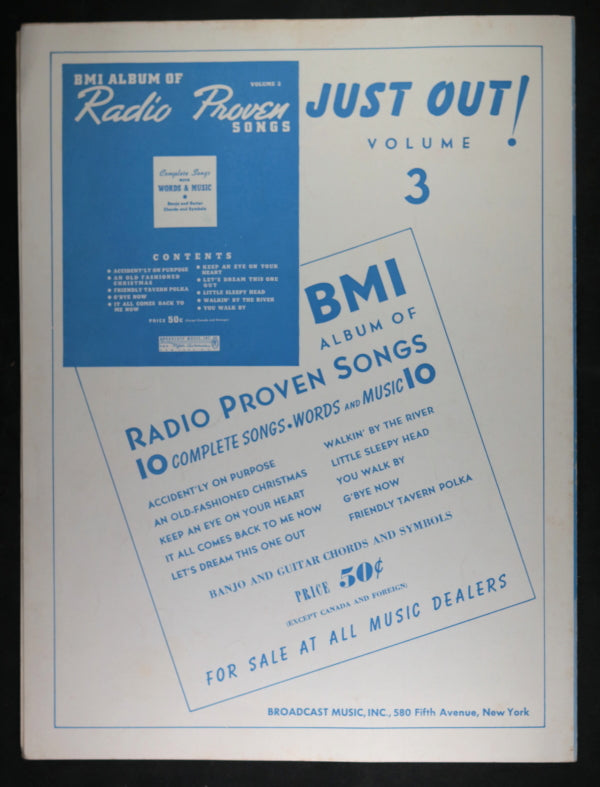 BMI ALBUM OF
VOLUME 3
Radio Proven
SONGS
Complete Songs
WITH
WORDS & MUSIC
Banjo and Guitar
Chords and Symbols
CONTENTS
ACCIDENT'LY ON PURPOSE
AN OLD FASHIONED
CHRISTMAS
FRIENDLY TAVERN POLKA
G'BYE NOW
IT ALL COMES BACK TO
ME NOW
KEEP AN EYE ON YOUR
HEART
LET'S DREAM THIS ONE
OUT
LITTLE SLEEPY HEAD
WALKIN' BY THE RIVER
YOU WALK BY
PRICE 50¢ (Except Canada and Foreign)
BROADCAST MUSIC, INC.
JUST OUT!
VOLUME
3
BMI
ALBUM OF
RADIO PROVEN SONGS
10 COMPLETE SONGS • WORDS AND MUSIC 10
ACCIDENT'LY ON PURPOSE
AN OLD-FASHIONED CHRISTMAS
KEEP AN EYE ON YOUR HEART
IT ALL COMES BACK TO ME NOW
LET'S DREAM THIS ONE OUT
WALKIN' BY THE RIVER
LITTLE SLEEPY HEAD
YOU WALK BY
G'BYE NOW
FRIENDLY TAVERN POLKA
BANJO AND GUITAR CHORDS AND SYMBOLS
PRICE 50¢
(EXCEPT CANADA AND FOREIGN)
FOR SALE AT ALL MUSIC DEALERS
BROADCAST MUSIC, INC., 580 Fifth Avenue, New York